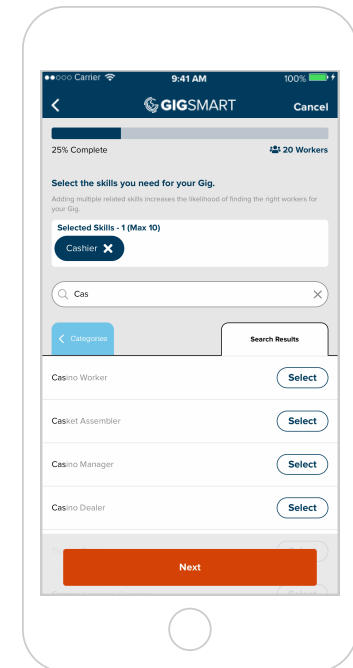 Carrier 9:41 AM 100%
GIGSMART Cancel
25% Complete 20 Workers
Select the skills you need for your Gig.
Adding multiple related skills increases the likelihood of finding the right workers for
your Gig.
Selected Skills - 1 (Max 10)
Cashier
Cas
Categories Search Results
Casino Worker Select
Casket Assembler Select
Casino Manager Select
Casino Dealer Select
Next